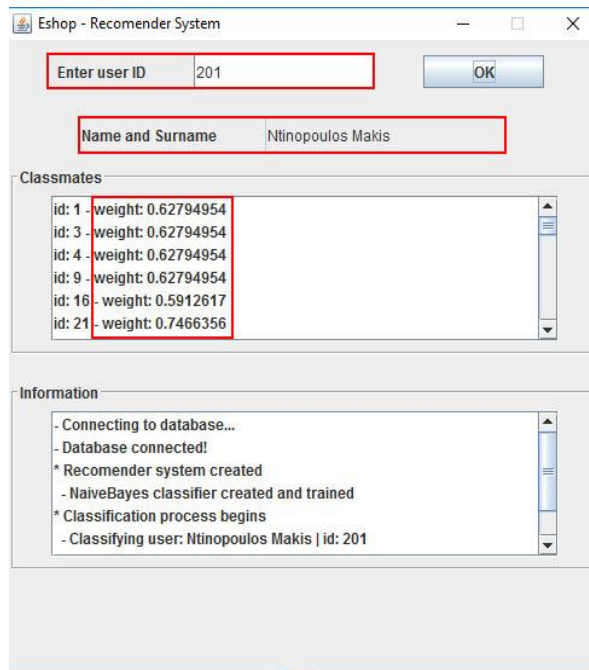 Eshop - Recomender System
Enter user ID 201 OK
Name and Surname Ntinopoulos Makis
Classmates
id: 1 - weight: 0.62794954
id: 3 - weight: 0.62794954
id: 4 - weight: 0.62794954
id: 9 - weight: 0.62794954
id: 16 - weight: 0.5912617
id: 21 - weight: 0.7466356
Information
- Connecting to database...
- Database connected!
* Recomender system created
- NaiveBayes classifier created and trained
* Classification process begins
- Classifying user: Ntinopoulos Makis | id: 201